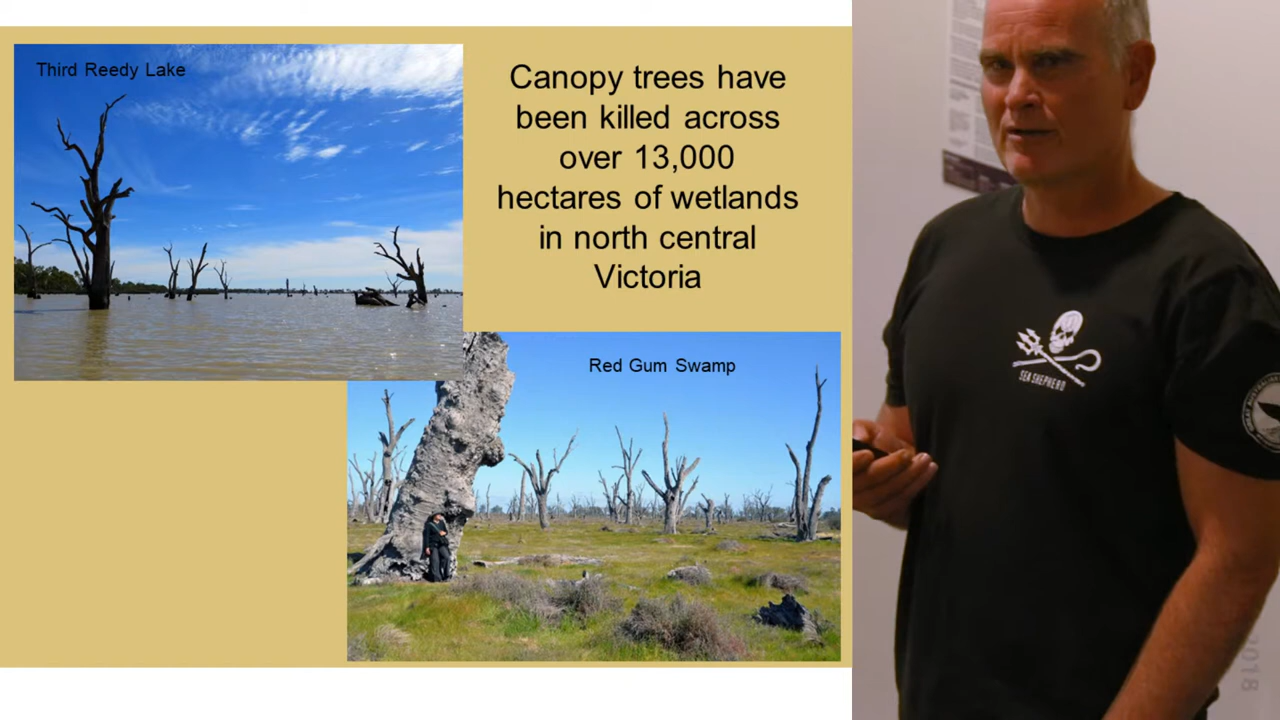 Third Reedy Lake
Canopy trees have
been killed across
over 13,000
hectares of wetlands
in north central
Victoria
Red Gum Swamp
SEA SHEPHERD